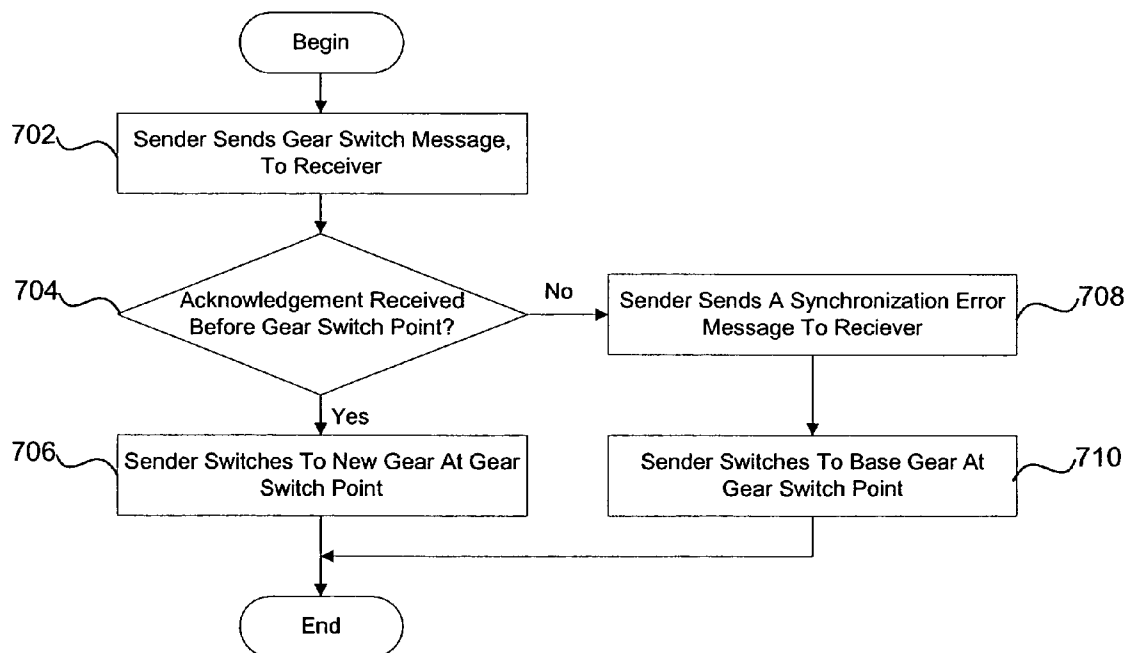 Begin
702
Sender Sends Gear Switch Message,
To Receiver
704
Acknowledgement Received
Before Gear Switch Point?
No
Sender Sends A Synchronization Error
Message To Reciever
708
Yes
706
Sender Switches To New Gear At Gear
Switch Point
Sender Switches To Base Gear At
Gear Switch Point
710
End